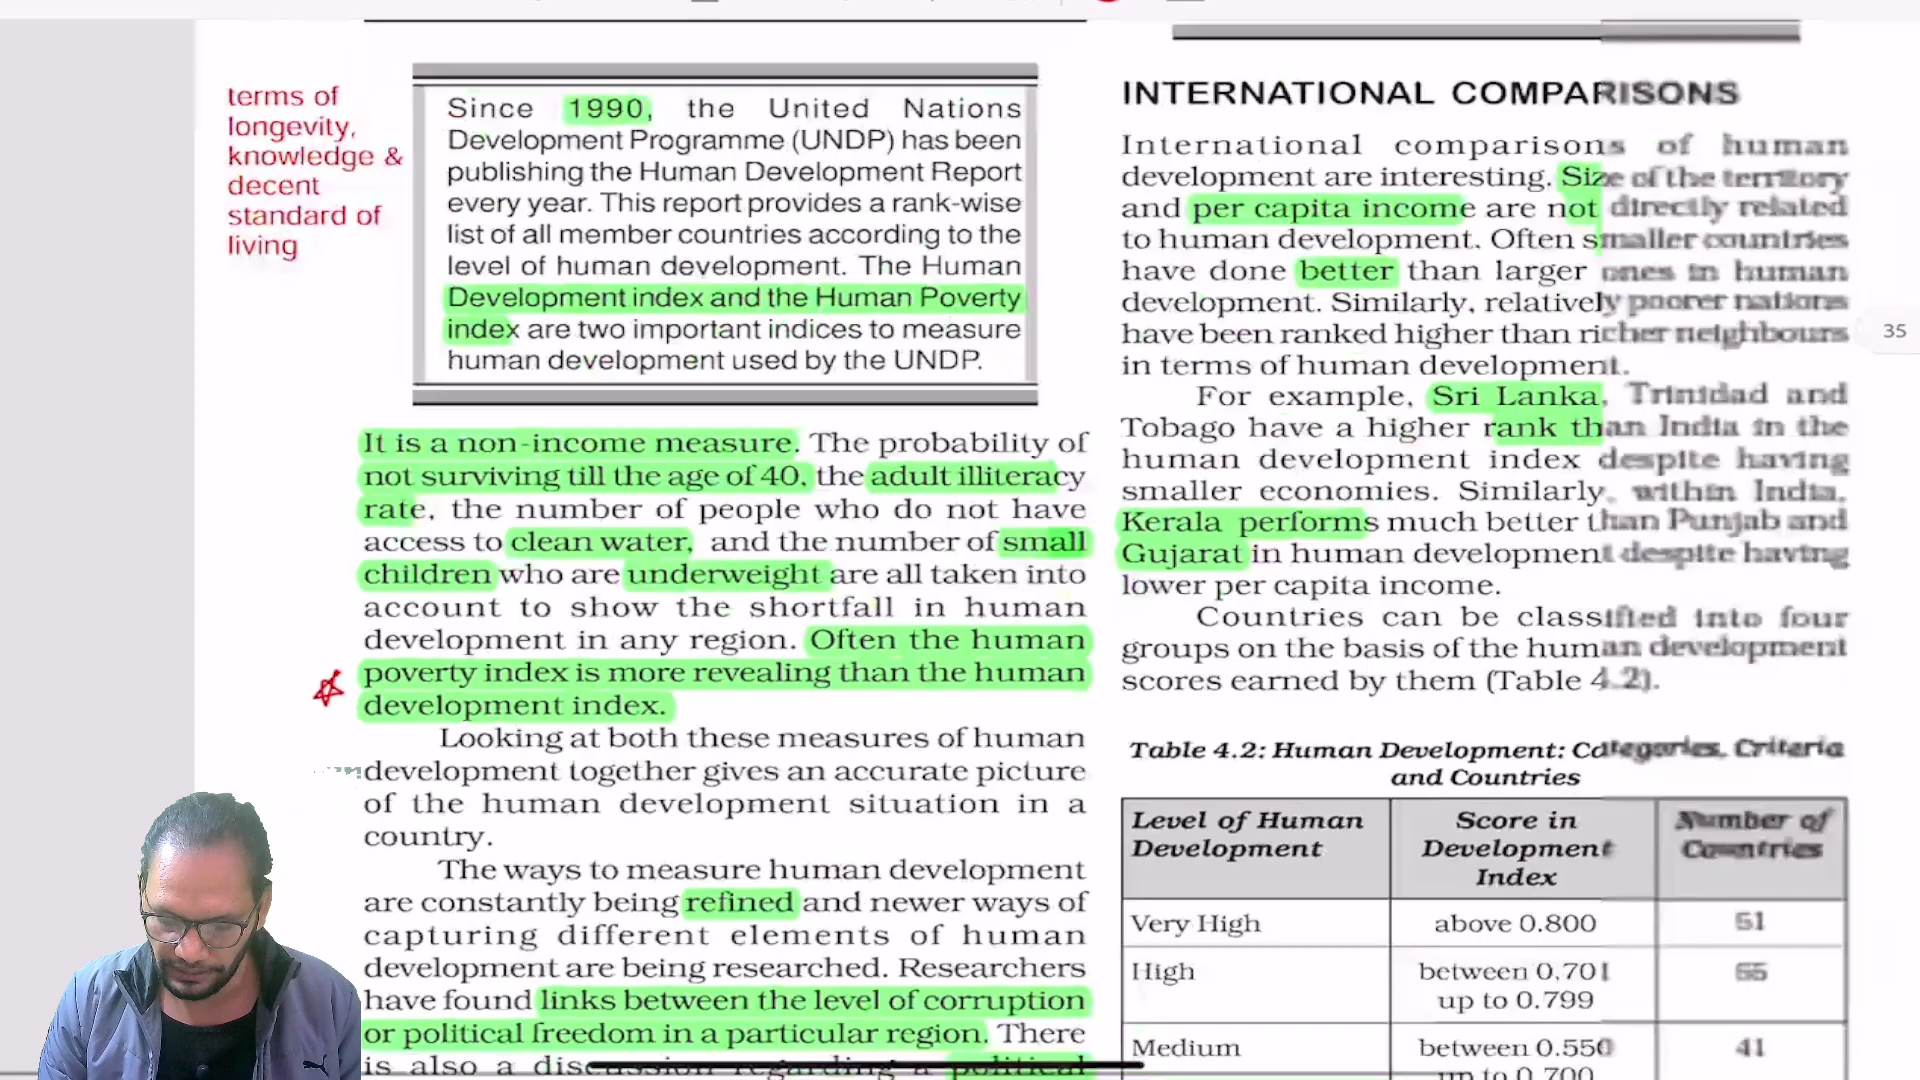 terms of
longevity,
knowledge &
decent
standard of
living
Since 1990, the United Nations
Development Programme (UNDP) has been
publishing the Human Development Report
every year. This report provides a rank-wise
list of all member countries according to the
level of human development. The Human
Development index and the Human Poverty
index are two important indices to measure
human development used by the UNDP.
It is a non-income measure. The probability of
not surviving till the age of 40, the adult illiteracy
rate, the number of people who do not have
access to clean water, and the number of small
children who are underweight are all taken into
account to show the shortfall in human
development in any region. Often the human
poverty index is more revealing than the human
development index.
Looking at both these measures of human
development together gives an accurate picture
of the human development situation in a
country.
The ways to measure human development
are constantly being refined and newer ways of
capturing different elements of human
development are being researched. Researchers
have found links between the level of corruption
or political freedom in a particular region. There
is also a discussion regarding a political
INTERNATIONAL COMPARISONS
International comparisons of human
development are interesting. Size of the territory
and per capita income are not directly related
to human development. Often smaller countries
have done better than larger ones in human
development. Similarly, relatively poorer nations
have been ranked higher than richer neighbours
in terms of human development.
For example, Sri Lanka, Trinidad and
Tobago have a higher rank than India in the
human development index despite having
smaller economies. Similarly, within India,
Kerala performs much better than Punjab and
Gujarat in human development despite having
lower per capita income.
Countries can be classified into four
groups on the basis of the human development
scores earned by them (Table 4.2).
Table 4.2: Human Development: Categories, Criteria
and Countries
Level of Human Development
Score in Development Index
Number of Countries
Very High above 0.800 51
High between 0.701 up to 0.799 55
Medium between 0.550 up to 0.700 41
35